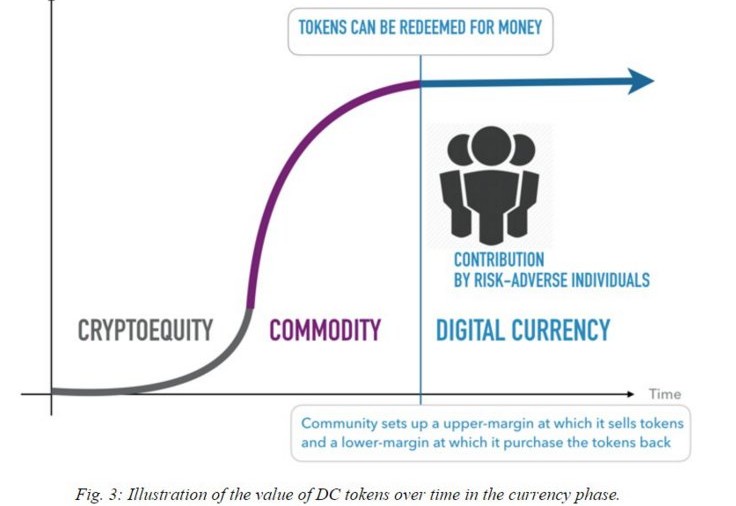 TOKENS CAN BE REDEEMED FOR MONEY
CONTRIBUTION
BY RISK-ADVERSE INDIVIDUALS
CRYPTOEQUITY
COMMODITY
DIGITAL CURRENCY
Time
Community sets up a upper-margin at which it sells tokens
and a lower-margin at which it purchase the tokens back
Fig. 3: Illustration of the value of DC tokens over time in the currency phase.